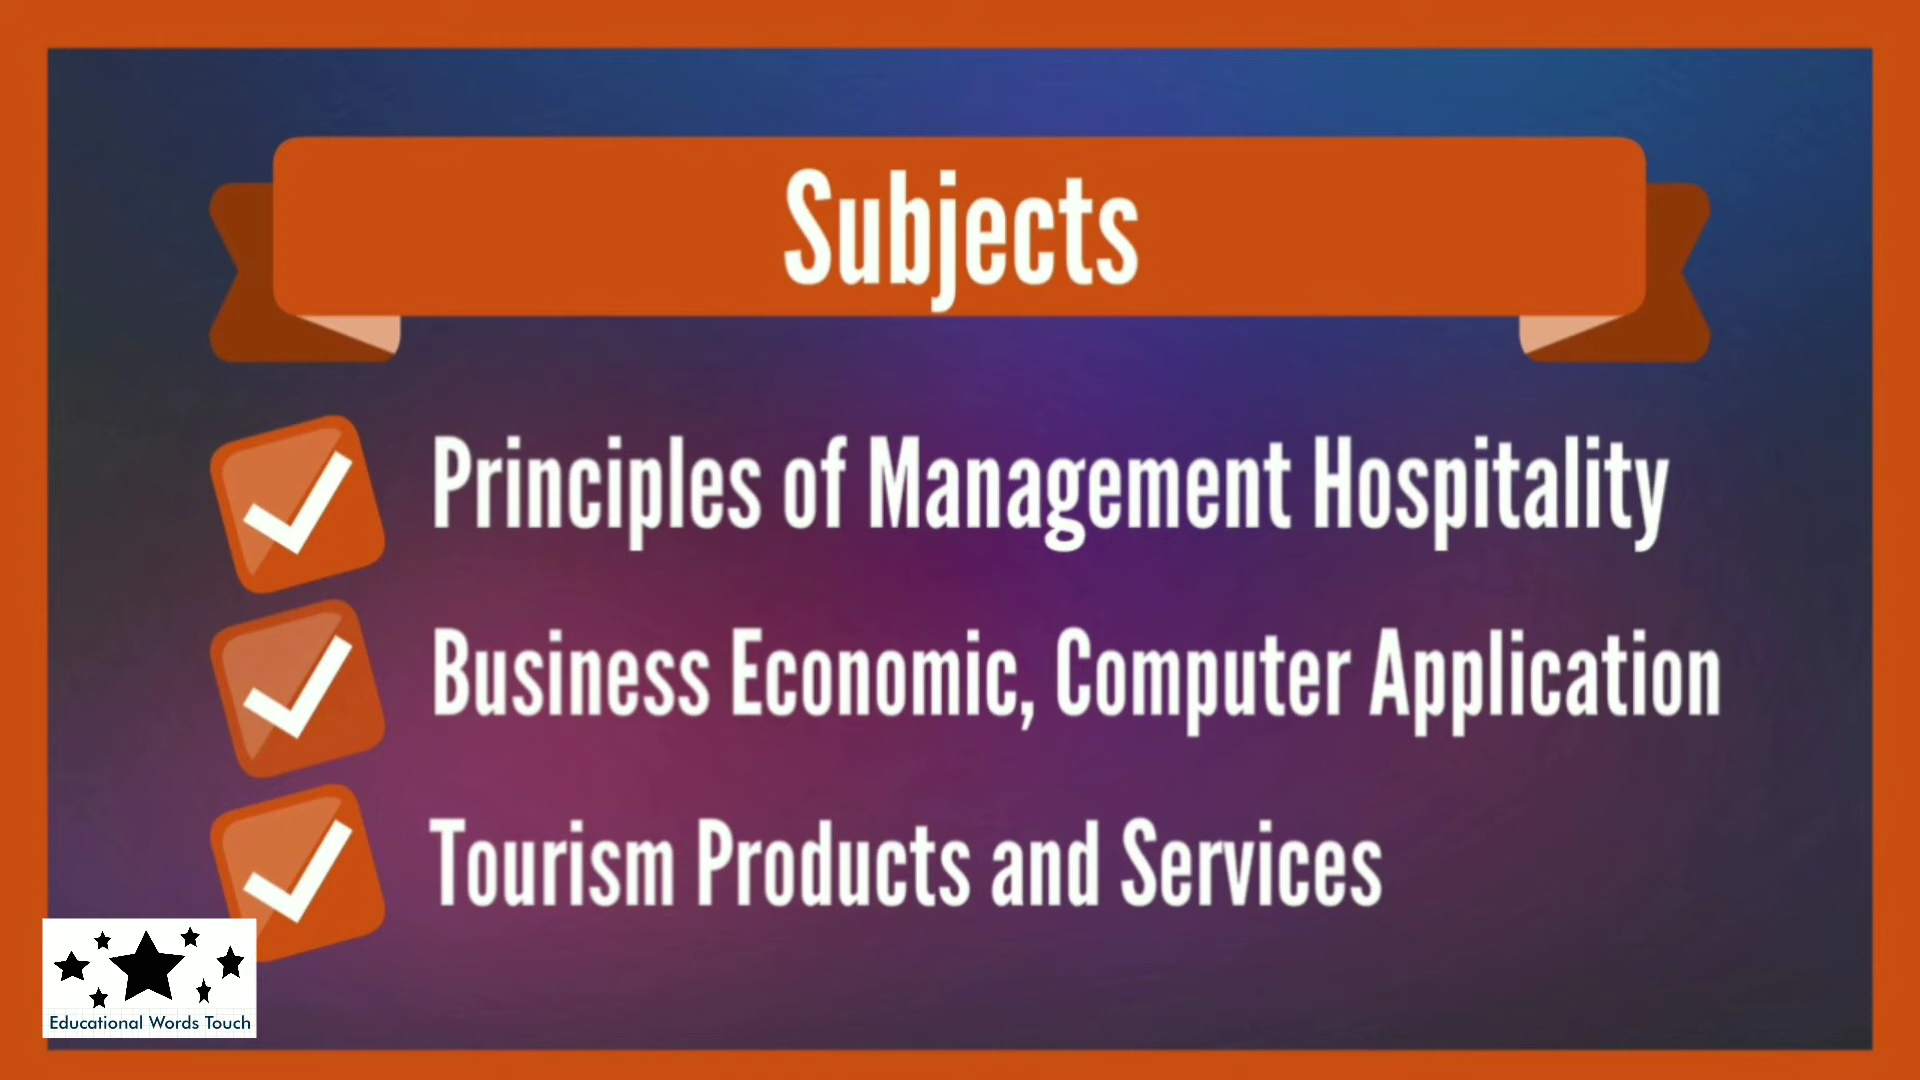 Subjects
Principles of Management Hospitality
Business Economic, Computer Application
Tourism Products and Services
Educational Words Touch